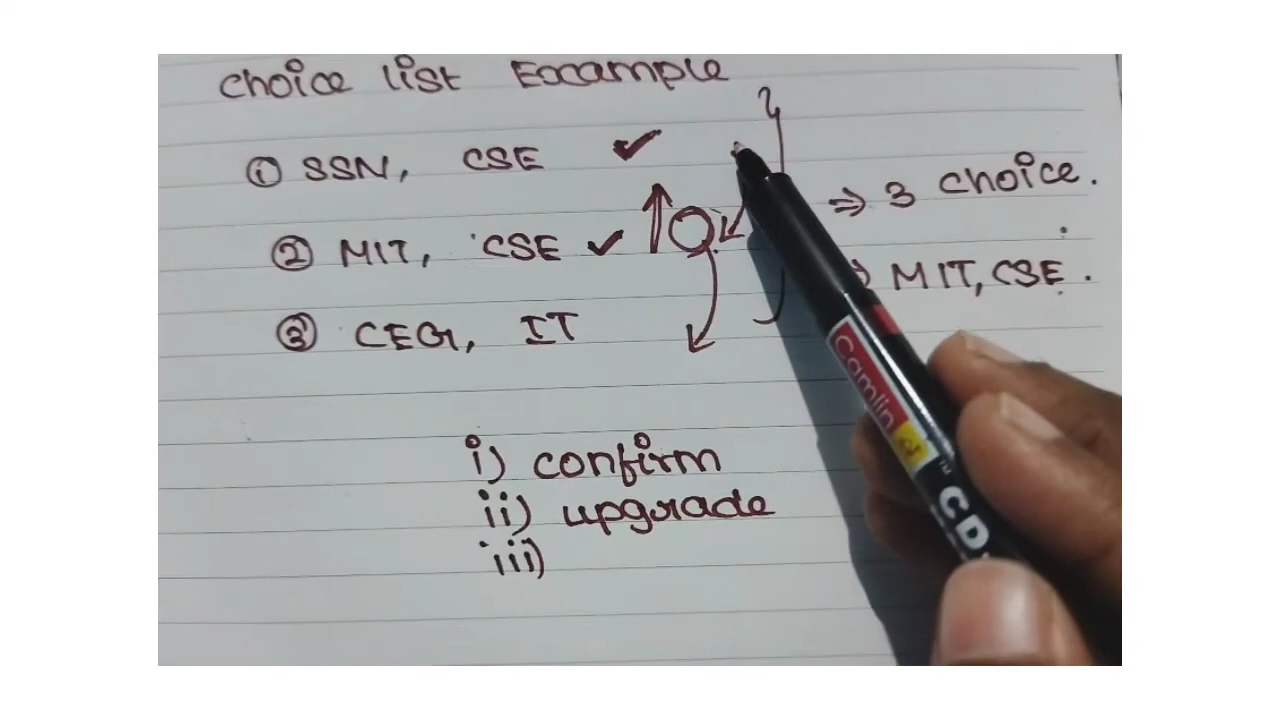 choice list Example
① SSN, CSE ✔
⇒ 3 choice.
② MIT, CSE ✔
MIT, CSE.
③ CEG, IT
i) confirm
ii) upgrade
iii)
Camlin
CD